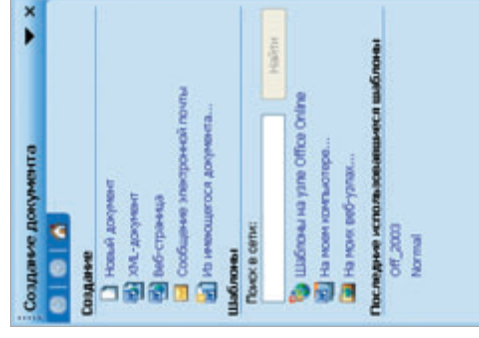 Создание документа
Создание
Новый документ
XML-документ
Веб-страница
Сообщение электронной почты
Из имеющегося документа...
Шаблоны
Поиск в сети:
Найти
Шаблоны на узле Office Online
На моем компьютере...
На моих веб-узлах...
Последние использовавшиеся шаблоны
Off_2003
Normal